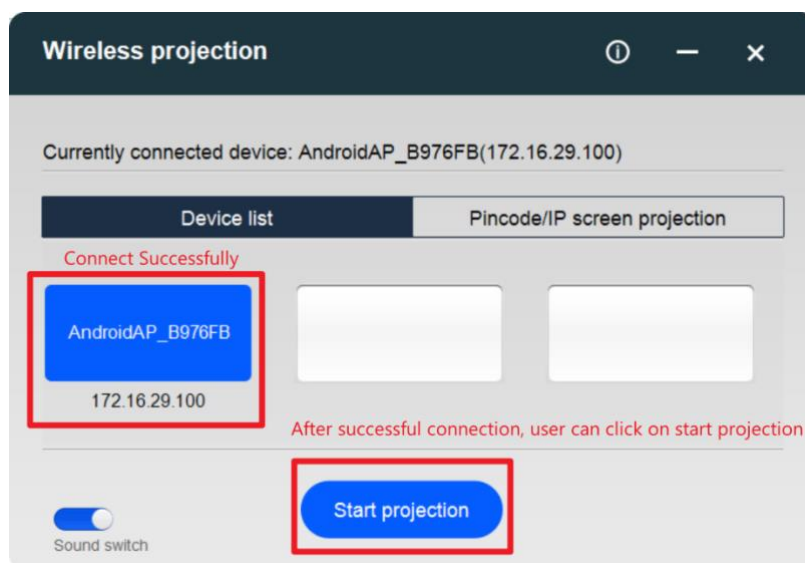 Wireless projection
Currently connected device: AndroidAP_B976FB(172.16.29.100)
Device list
Pincode/IP screen projection
Connect Successfully
AndroidAP_B976FB
172.16.29.100
After successful connection, user can click on start projection
Start projection
Sound switch